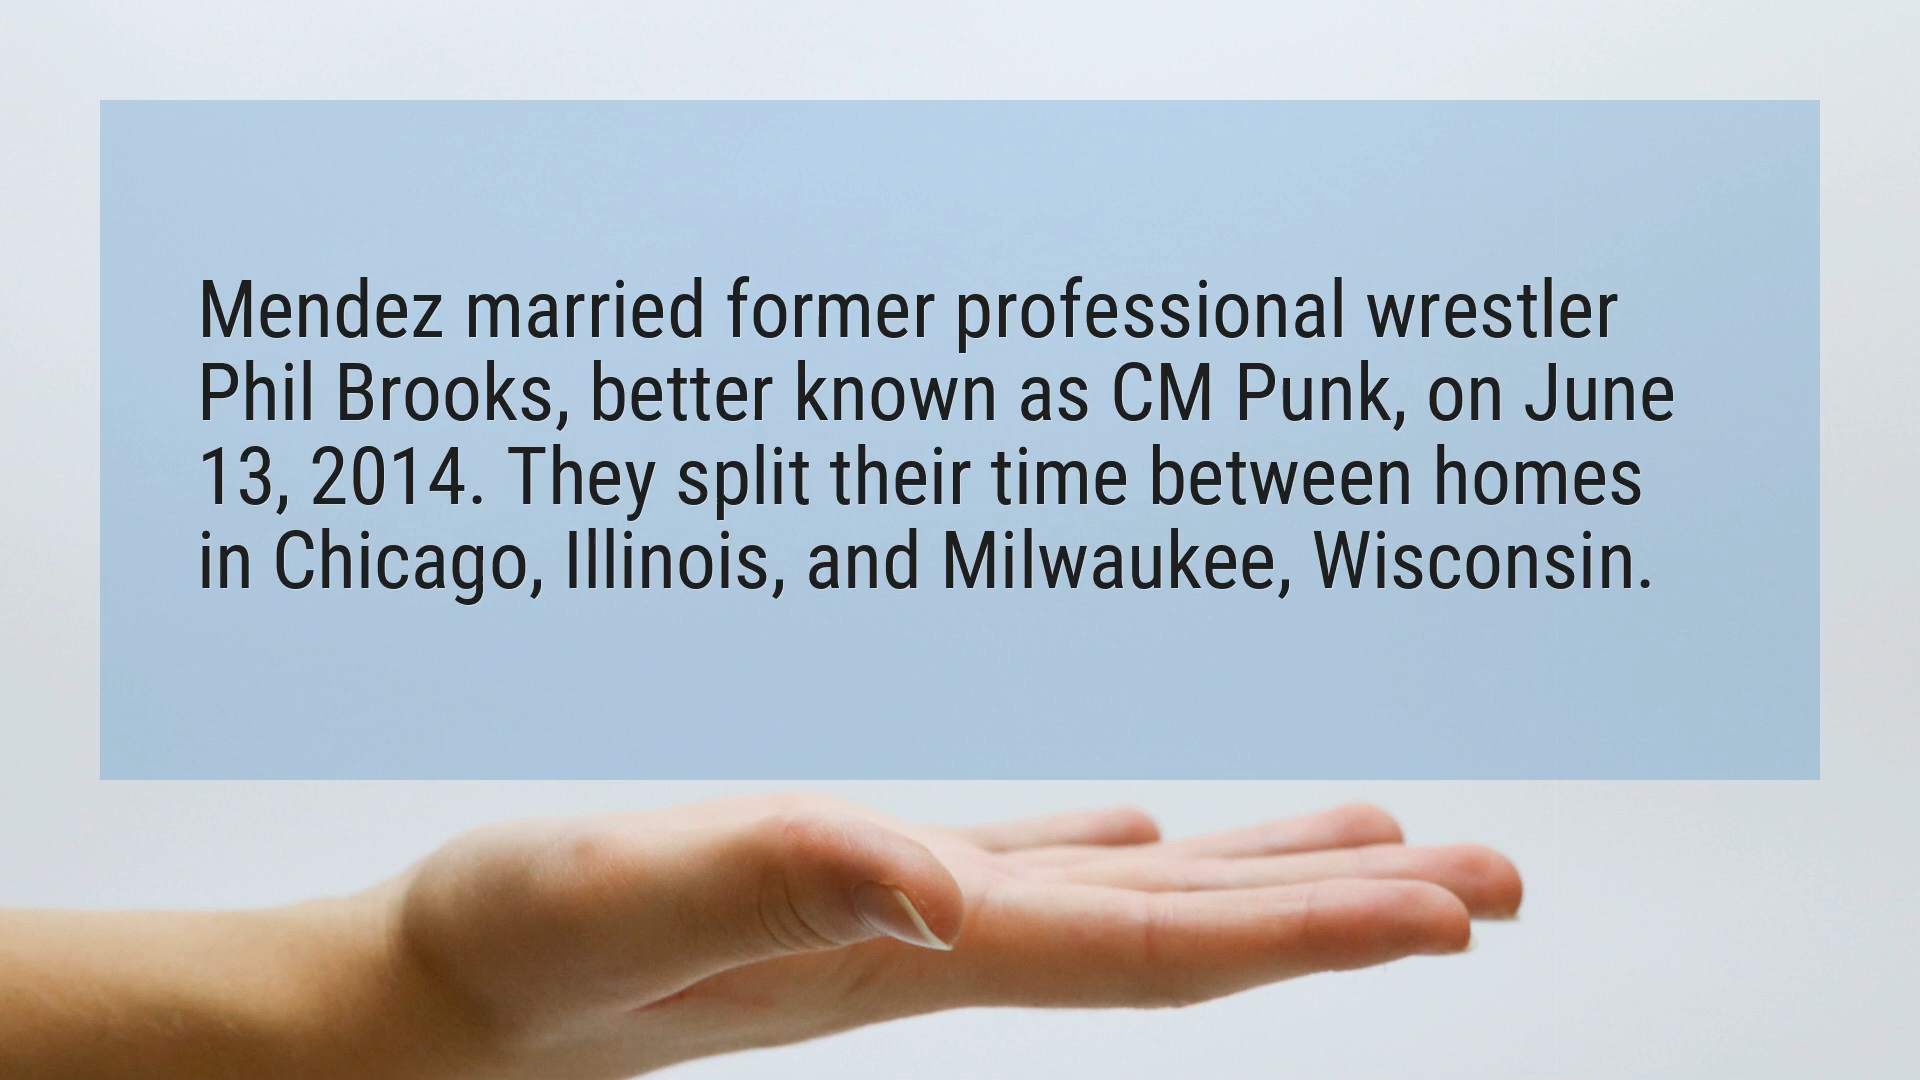 Mendez married former professional wrestler
Phil Brooks, better known as CM Punk, on June
13, 2014. They split their time between homes
in Chicago, Illinois, and Milwaukee, Wisconsin.